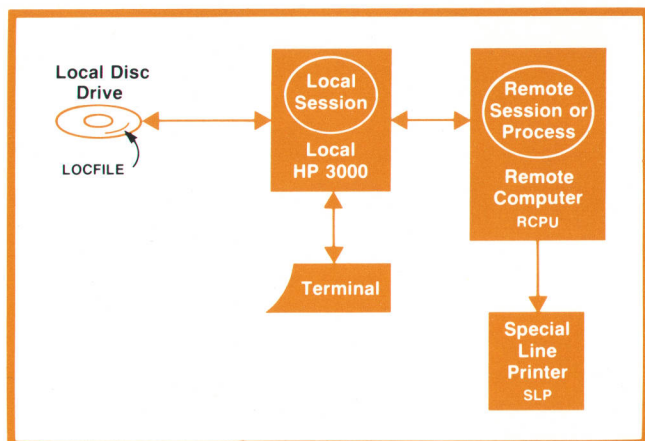 Local Disc
Drive
LOCFILE
Local
Session
Local
HP 3000
Terminal
Remote
Session or
Process
Remote
Computer
RCPU
Special
Line
Printer
SLP